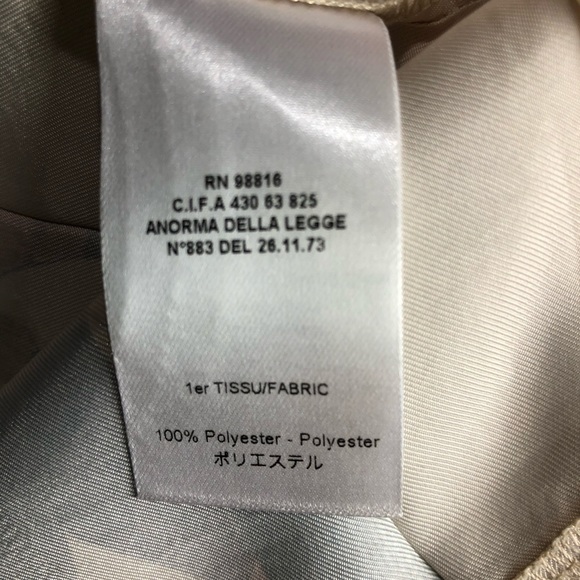 RN 98816
C.I.F.A 430 63 825
ANORMA DELLA LEGGE
N°883 DEL 26.11.73
1er TISSU/FABRIC
100% Polyester - Polyester
ポリエステル